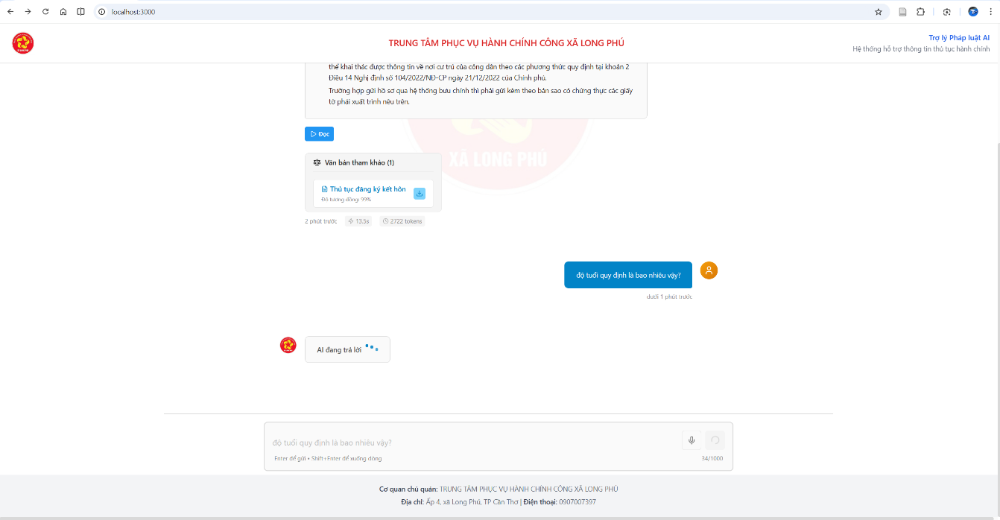 localhost:3000
TRUNG TÂM PHỤC VỤ HÀNH CHÍNH CÔNG XÃ LONG PHÚ
Trợ lý Pháp luật AI
Hệ thống hỗ trợ thông tin thủ tục hành chính
thể khai thác được thông tin về nơi cư trú của công dân theo các phương thức quy định tại khoản 2
Điều 14 Nghị định số 104/2022/NĐ-CP ngày 21/12/2022 của Chính phủ.
Trường hợp gửi hồ sơ qua hệ thống bưu chính thì phải gửi kèm theo bản sao có chứng thực các giấy
tờ phải xuất trình nêu trên.
Đọc
XÃ LONG PHÚ
Văn bản tham khảo (1)
Thủ tục đăng ký kết hôn
Độ tương đồng: 99%
2 phút trước
13.5s
2722 tokens
độ tuổi quy định là bao nhiêu vậy?
dưới 1 phút trước
AI đang trả lời
độ tuổi quy định là bao nhiêu vậy?
Enter để gửi • Shift+Enter để xuống dòng
34/1000
Cơ quan chủ quản: TRUNG TÂM PHỤC VỤ HÀNH CHÍNH CÔNG XÃ LONG PHÚ
Địa chỉ: Ấp 4, xã Long Phú, TP Cần Thơ | Điện thoại: 0907007397